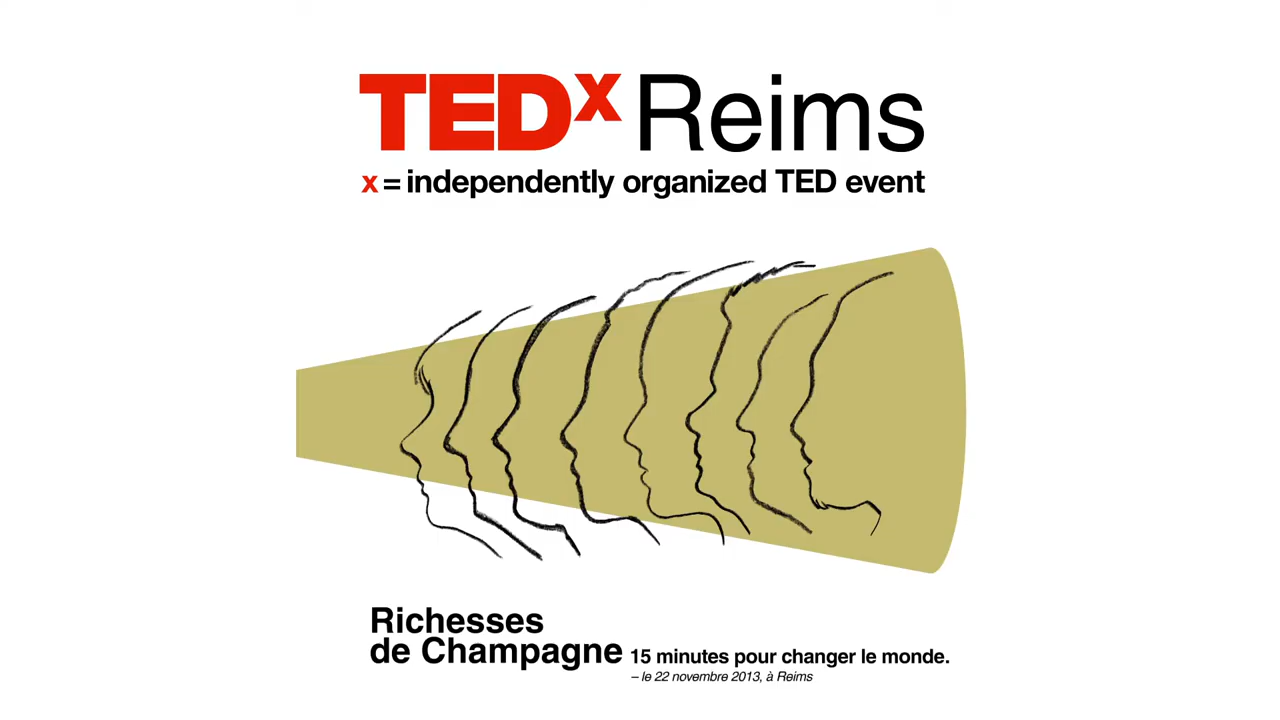 TEDx Reims
x = independently organized TED event
Richesses
de Champagne 15 minutes pour changer le monde.
– le 22 novembre 2013, à Reims